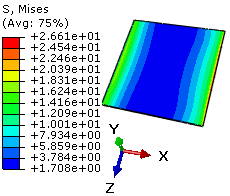 S, Mises
(Avg: 75%)
+2.661e+01
+2.454e+01
+2.246e+01
+2.039e+01
+1.831e+01
+1.624e+01
+1.416e+01
+1.209e+01
+1.001e+01
+7.934e+00
+5.859e+00
+3.784e+00
+1.708e+00
Y
X
Z